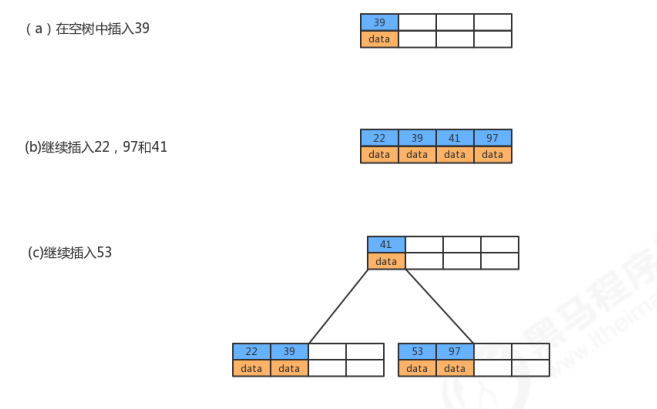 (a)在空树中插入39
39
data
(b)继续插入22,97和41
22 39 41 97
data data data data
(c)继续插入53
41
data
22 39 53 97
data data data data
黑马程序
www.itheima